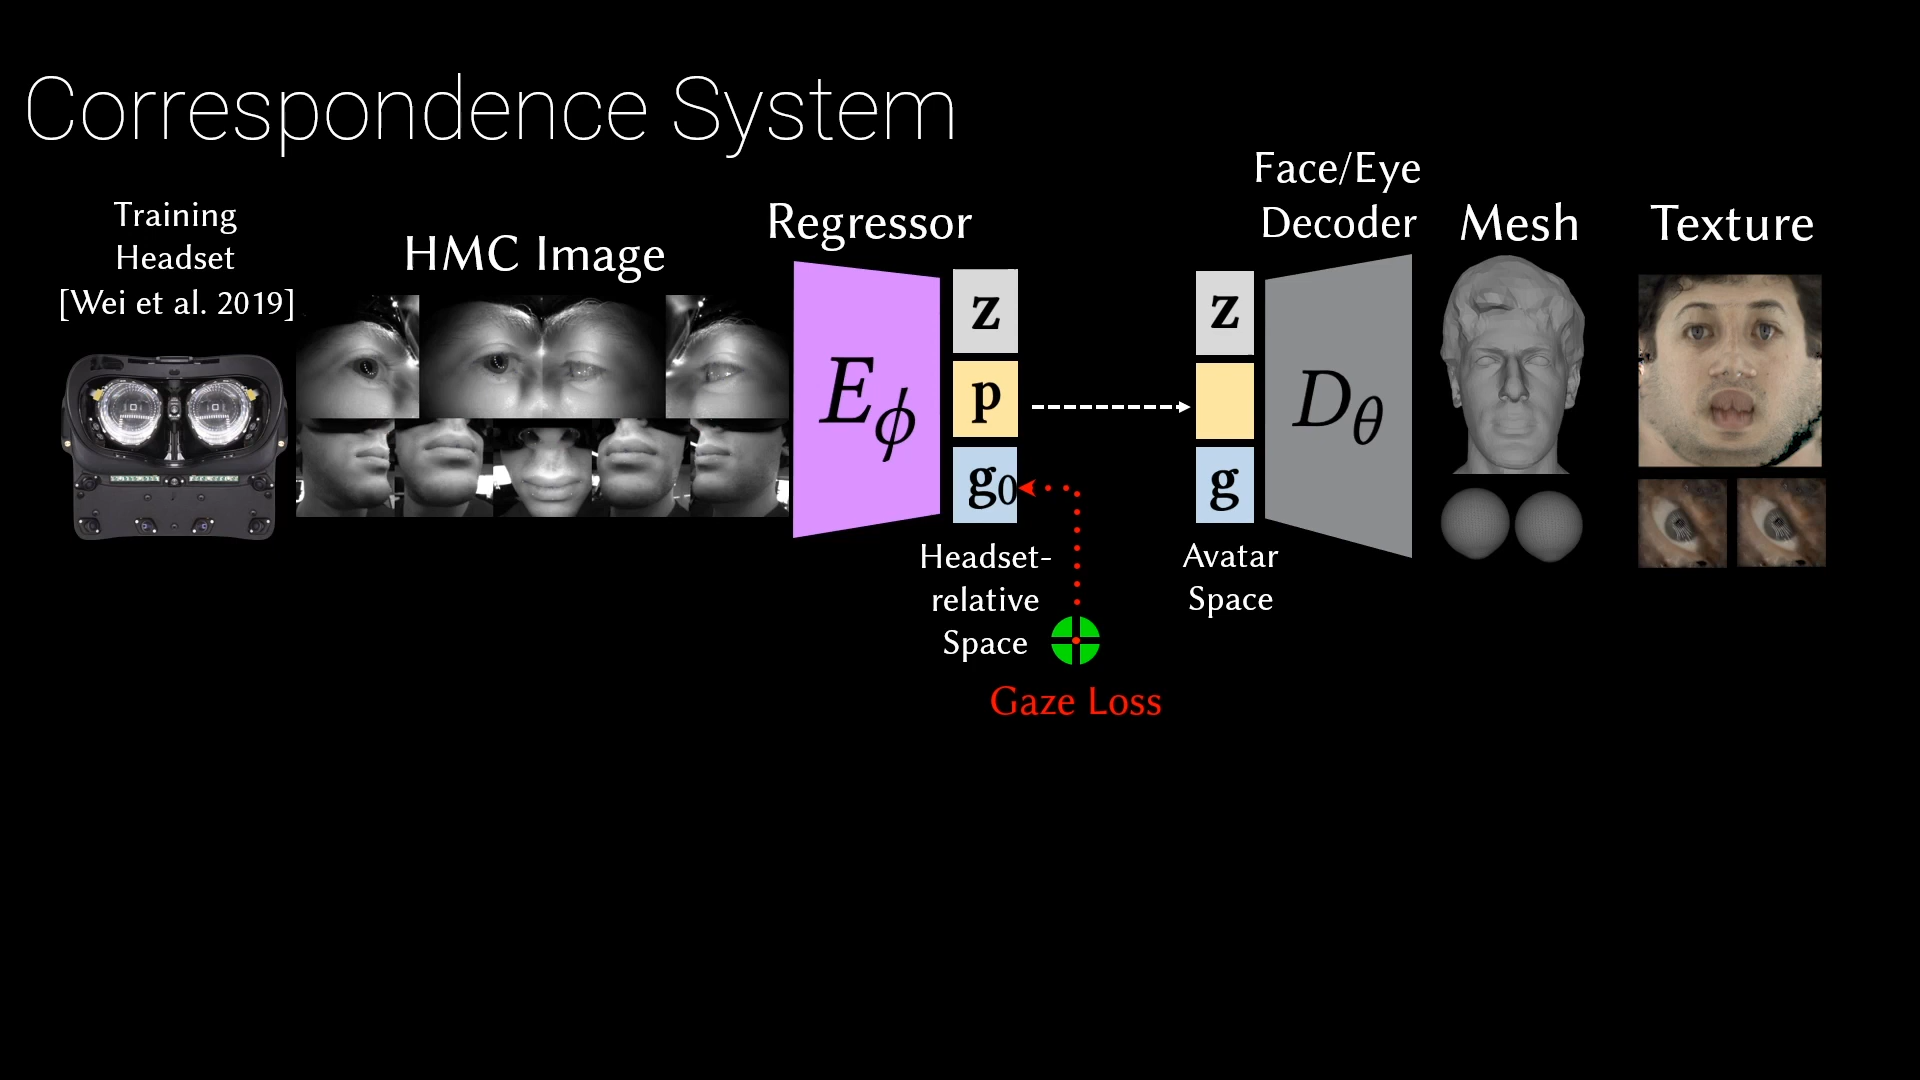 Correspondence System
Training
Headset
[Wei et al. 2019]
HMC Image
Regressor
Eϕ
z
p
g0
Headset-
relative
Space
Gaze Loss
z
g
Avatar
Space
Face/Eye
Decoder
Dθ
Mesh
Texture